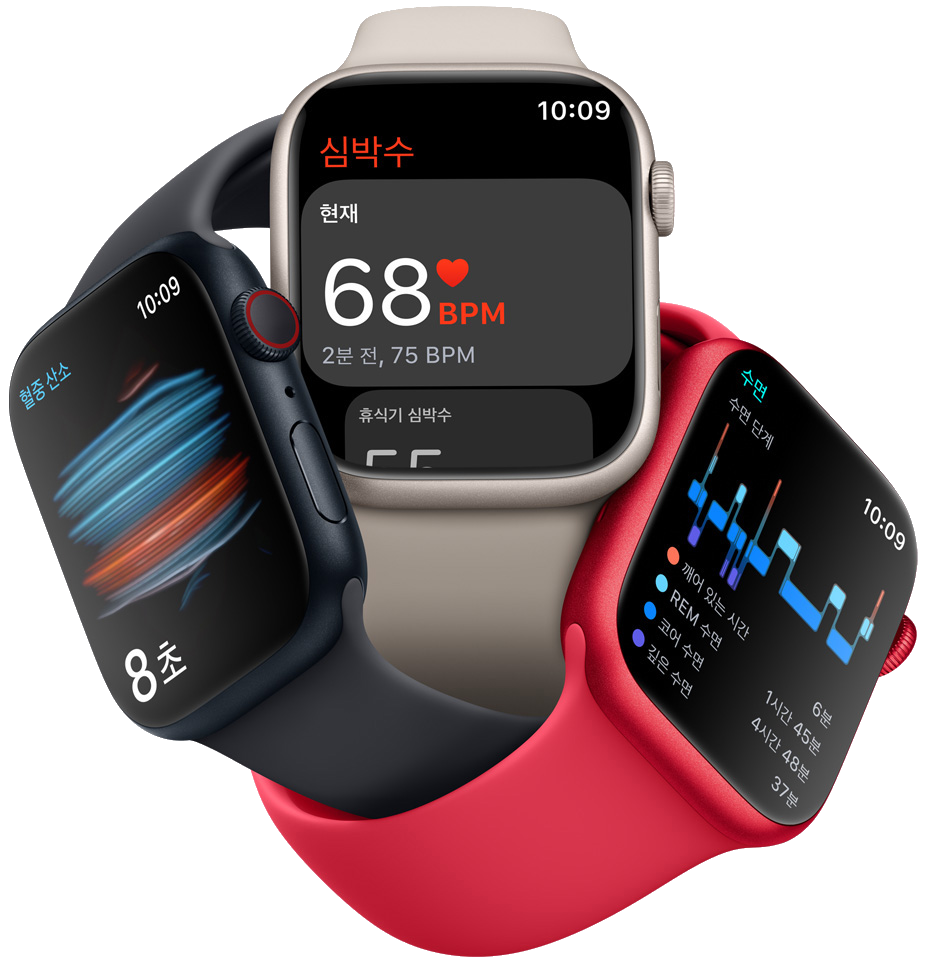 10:09
심박수
현재
68
BPM
2분 전, 75 BPM
휴식기 심박수
55
10:09
혈중 산소
8초
수면
수면 단계
10:09
깨어 있는 시간
REM 수면
코어 수면
깊은 수면
6분
1시간 45분
4시간 48분
37분